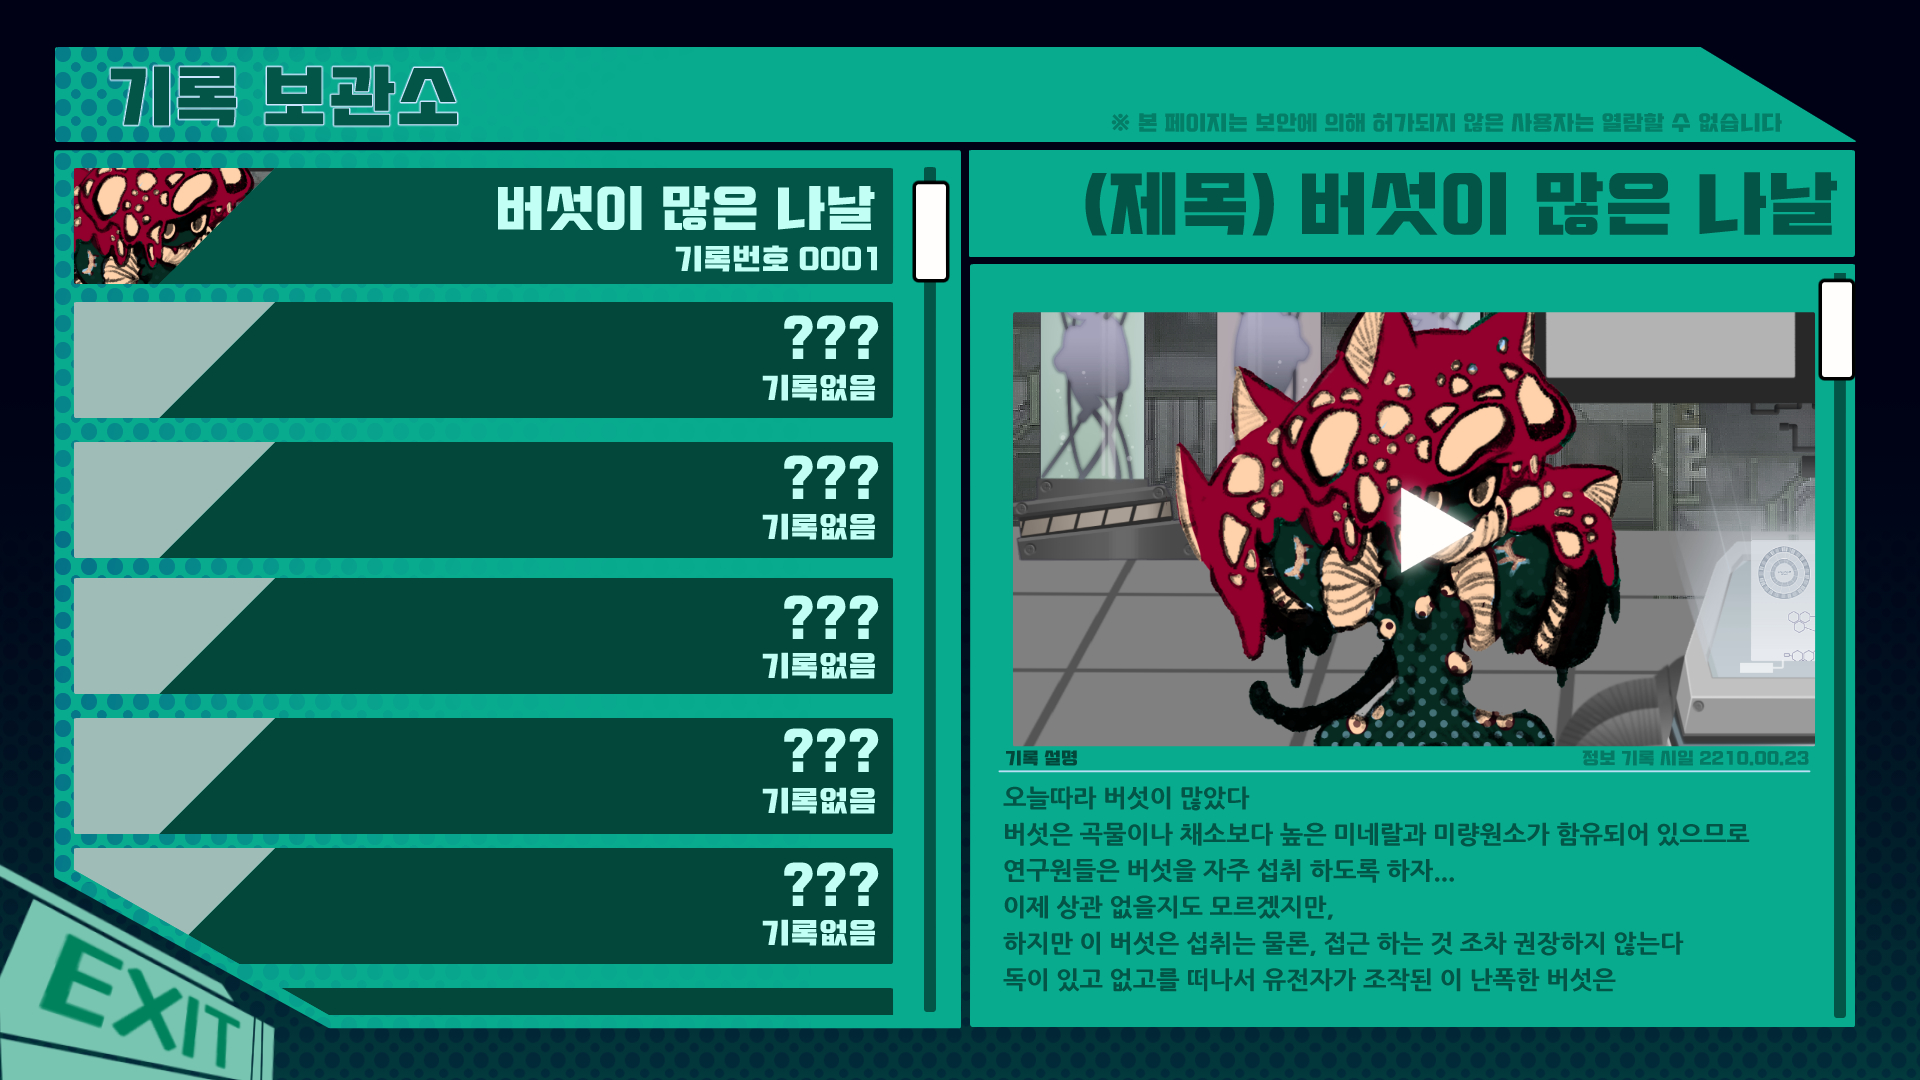 기록 보관소
※ 본 페이지는 보안에 의해 허가되지 않은 사용자는 열람할 수 없습니다
버섯이 많은 나날
기록번호 0001
???
기록없음
???
기록없음
???
기록없음
???
기록없음
???
기록없음
EXIT
(제목) 버섯이 많은 나날
기록 설명
정보 기록 시일 2210.00.23
오늘따라 버섯이 많았다
버섯은 곡물이나 채소보다 높은 미네랄과 미량원소가 함유되어 있으므로
연구원들은 버섯을 자주 섭취 하도록 하자...
이제 상관 없을지도 모르겠지만,
하지만 이 버섯은 섭취는 물론, 접근 하는 것 조차 권장하지 않는다
독이 있고 없고를 떠나서 유전자가 조작된 이 난폭한 버섯은